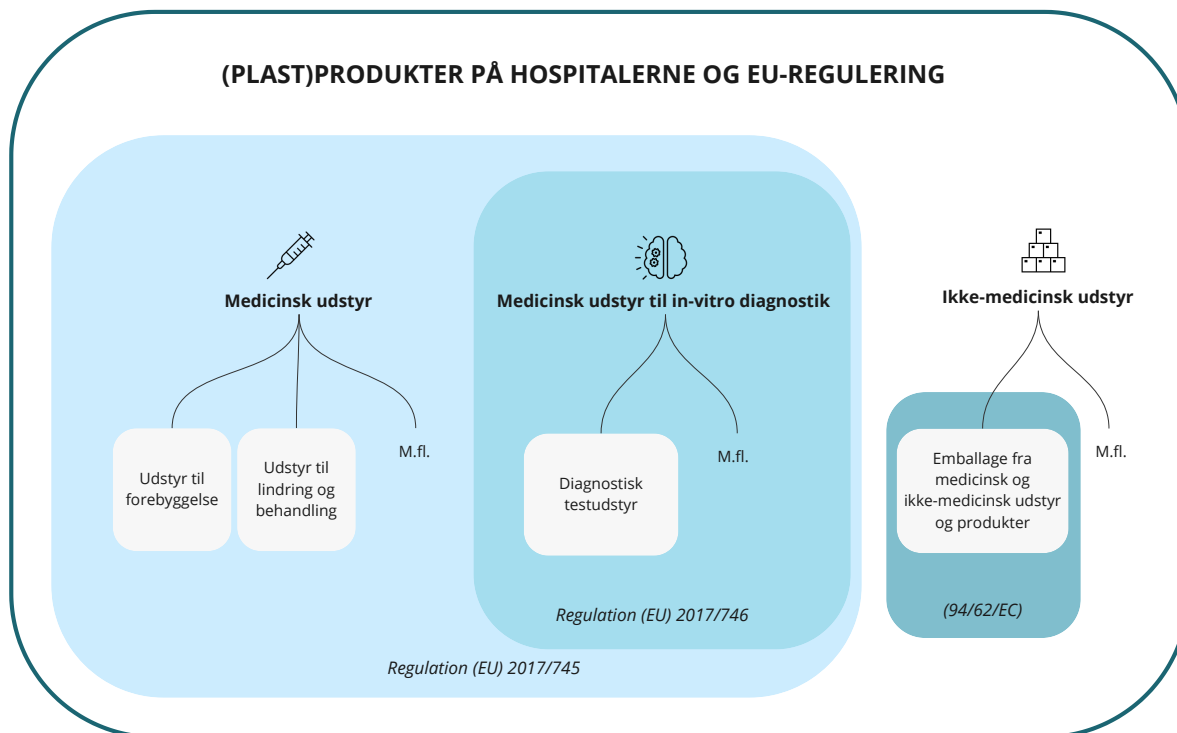 (PLAST)PRODUKTER PÅ HOSPITALERNE OG EU-REGULERING
Medicinsk udstyr
Udstyr til
forebyggelse
Udstyr til
lindring og
behandling
M.fl.
Medicinsk udstyr til in-vitro diagnostik
Diagnostisk
testudstyr
M.fl.
Regulation (EU) 2017/746
Regulation (EU) 2017/745
Ikke-medicinsk udstyr
Emballage fra
medicinsk og
ikke-medicinsk udstyr
og produkter
M.fl.
(94/62/EC)